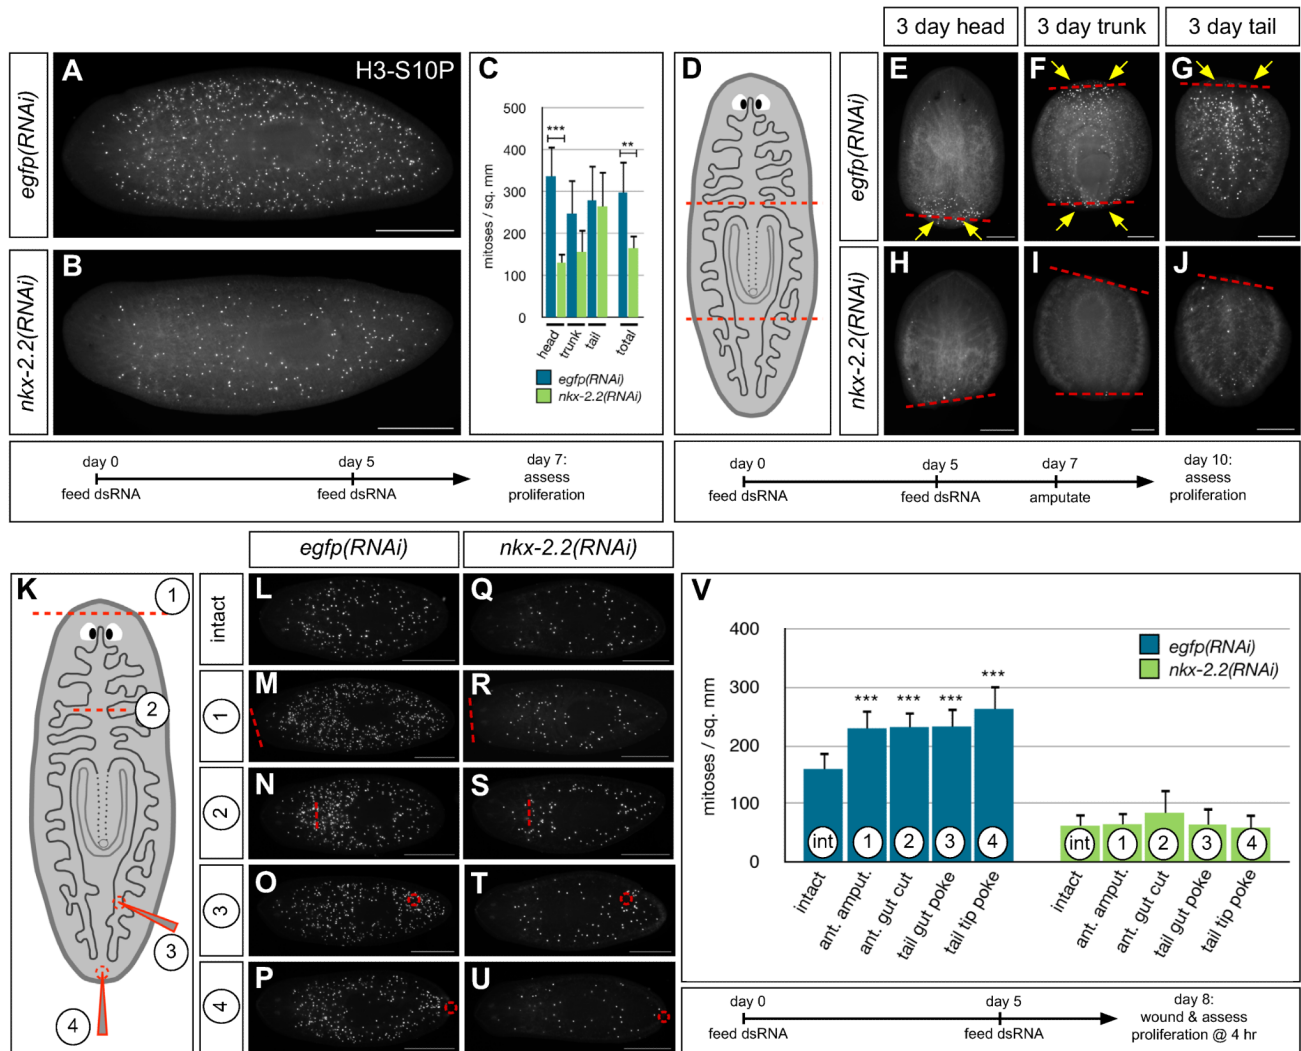 3 day head
3 day trunk
3 day tail
egfp(RNAi)
nkx-2.2(RNAi)
A
H3-S10P
B
C
500
400
300
200
100
0
mitoses / sq. mm
***
**
head
trunk
tail
total
egfp(RNAi)
nkx-2.2(RNAi)
D
egfp(RNAi)
nkx-2.2(RNAi)
E
F
G
H
I
J
day 0
feed dsRNA
day 5
feed dsRNA
day 7:
assess
proliferation
day 0
feed dsRNA
day 5
feed dsRNA
day 7
amputate
day 10:
assess
proliferation
K
1
2
3
4
egfp(RNAi)
nkx-2.2(RNAi)
intact
1
2
3
4
L
Q
M
R
N
S
O
T
P
U
V
400
300
200
100
0
mitoses / sq. mm
egfp(RNAi)
nkx-2.2(RNAi)
***
***
***
***
int
1
2
3
4
int
1
2
3
4
intact
ant. amput.
ant. gut cut
tail gut poke
tail tip poke
intact
ant. amput.
ant. gut cut
tail gut poke
tail tip poke
day 0
feed dsRNA
day 5
feed dsRNA
day 8:
wound & assess
proliferation @ 4 hr